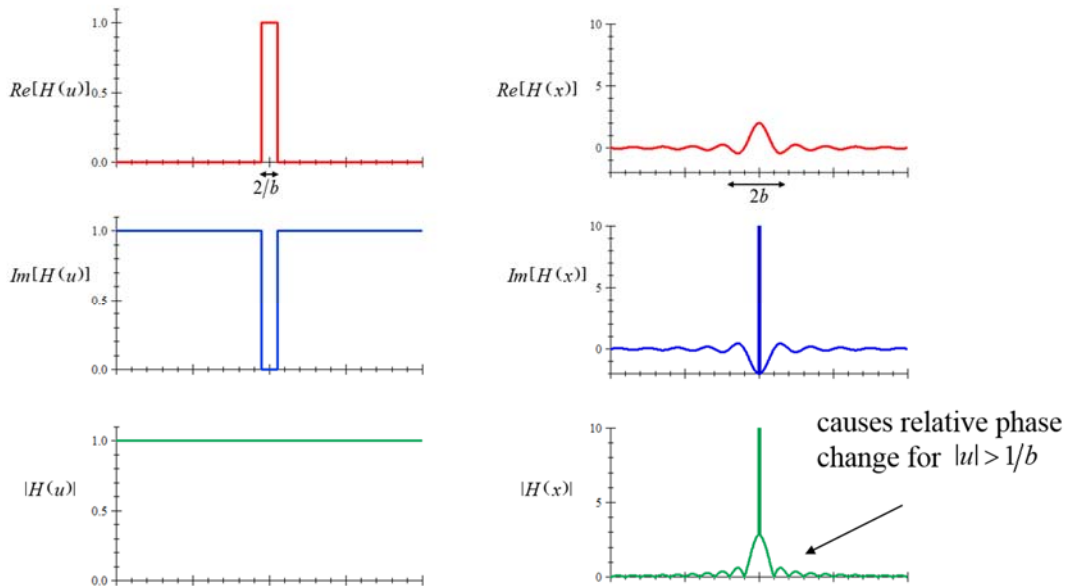 1.0
Re[H(u)]
0.5
0.0
2/b
10
Re[H(x)]
5
0
2b
1.0
Im[H(u)]
0.5
0.0
10
Im[H(x)]
5
0
1.0
|H(u)|
0.5
0.0
10
|H(x)|
5
0
causes relative phase
change for |u| > 1/b